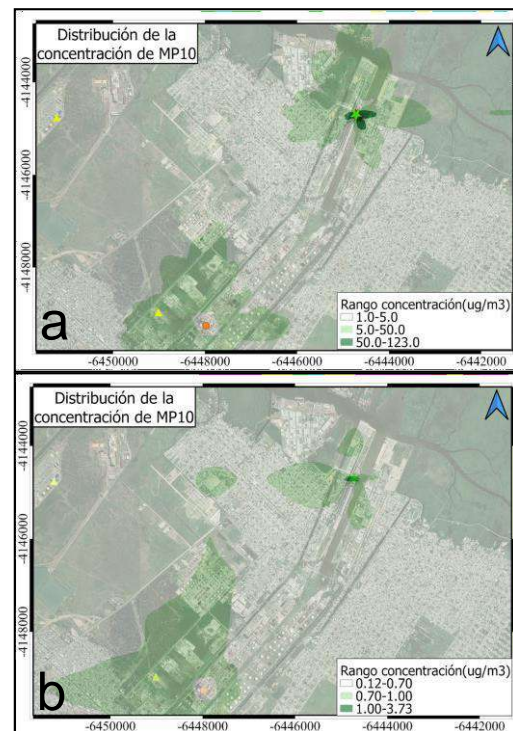 Distribución de la
concentración de MP10
-4144000
-4146000
-4148000
a
Rango concentración(ug/m3)
1.0-5.0
5.0-50.0
50.0-123.0
-6450000 -6448000 -6446000 -6444000 -6442000
Distribución de la
concentración de MP10
-4144000
-4146000
-4148000
b
Rango concentración(ug/m3)
0.12-0.70
0.70-1.00
1.00-3.73
-6450000 -6448000 -6446000 -6444000 -6442000